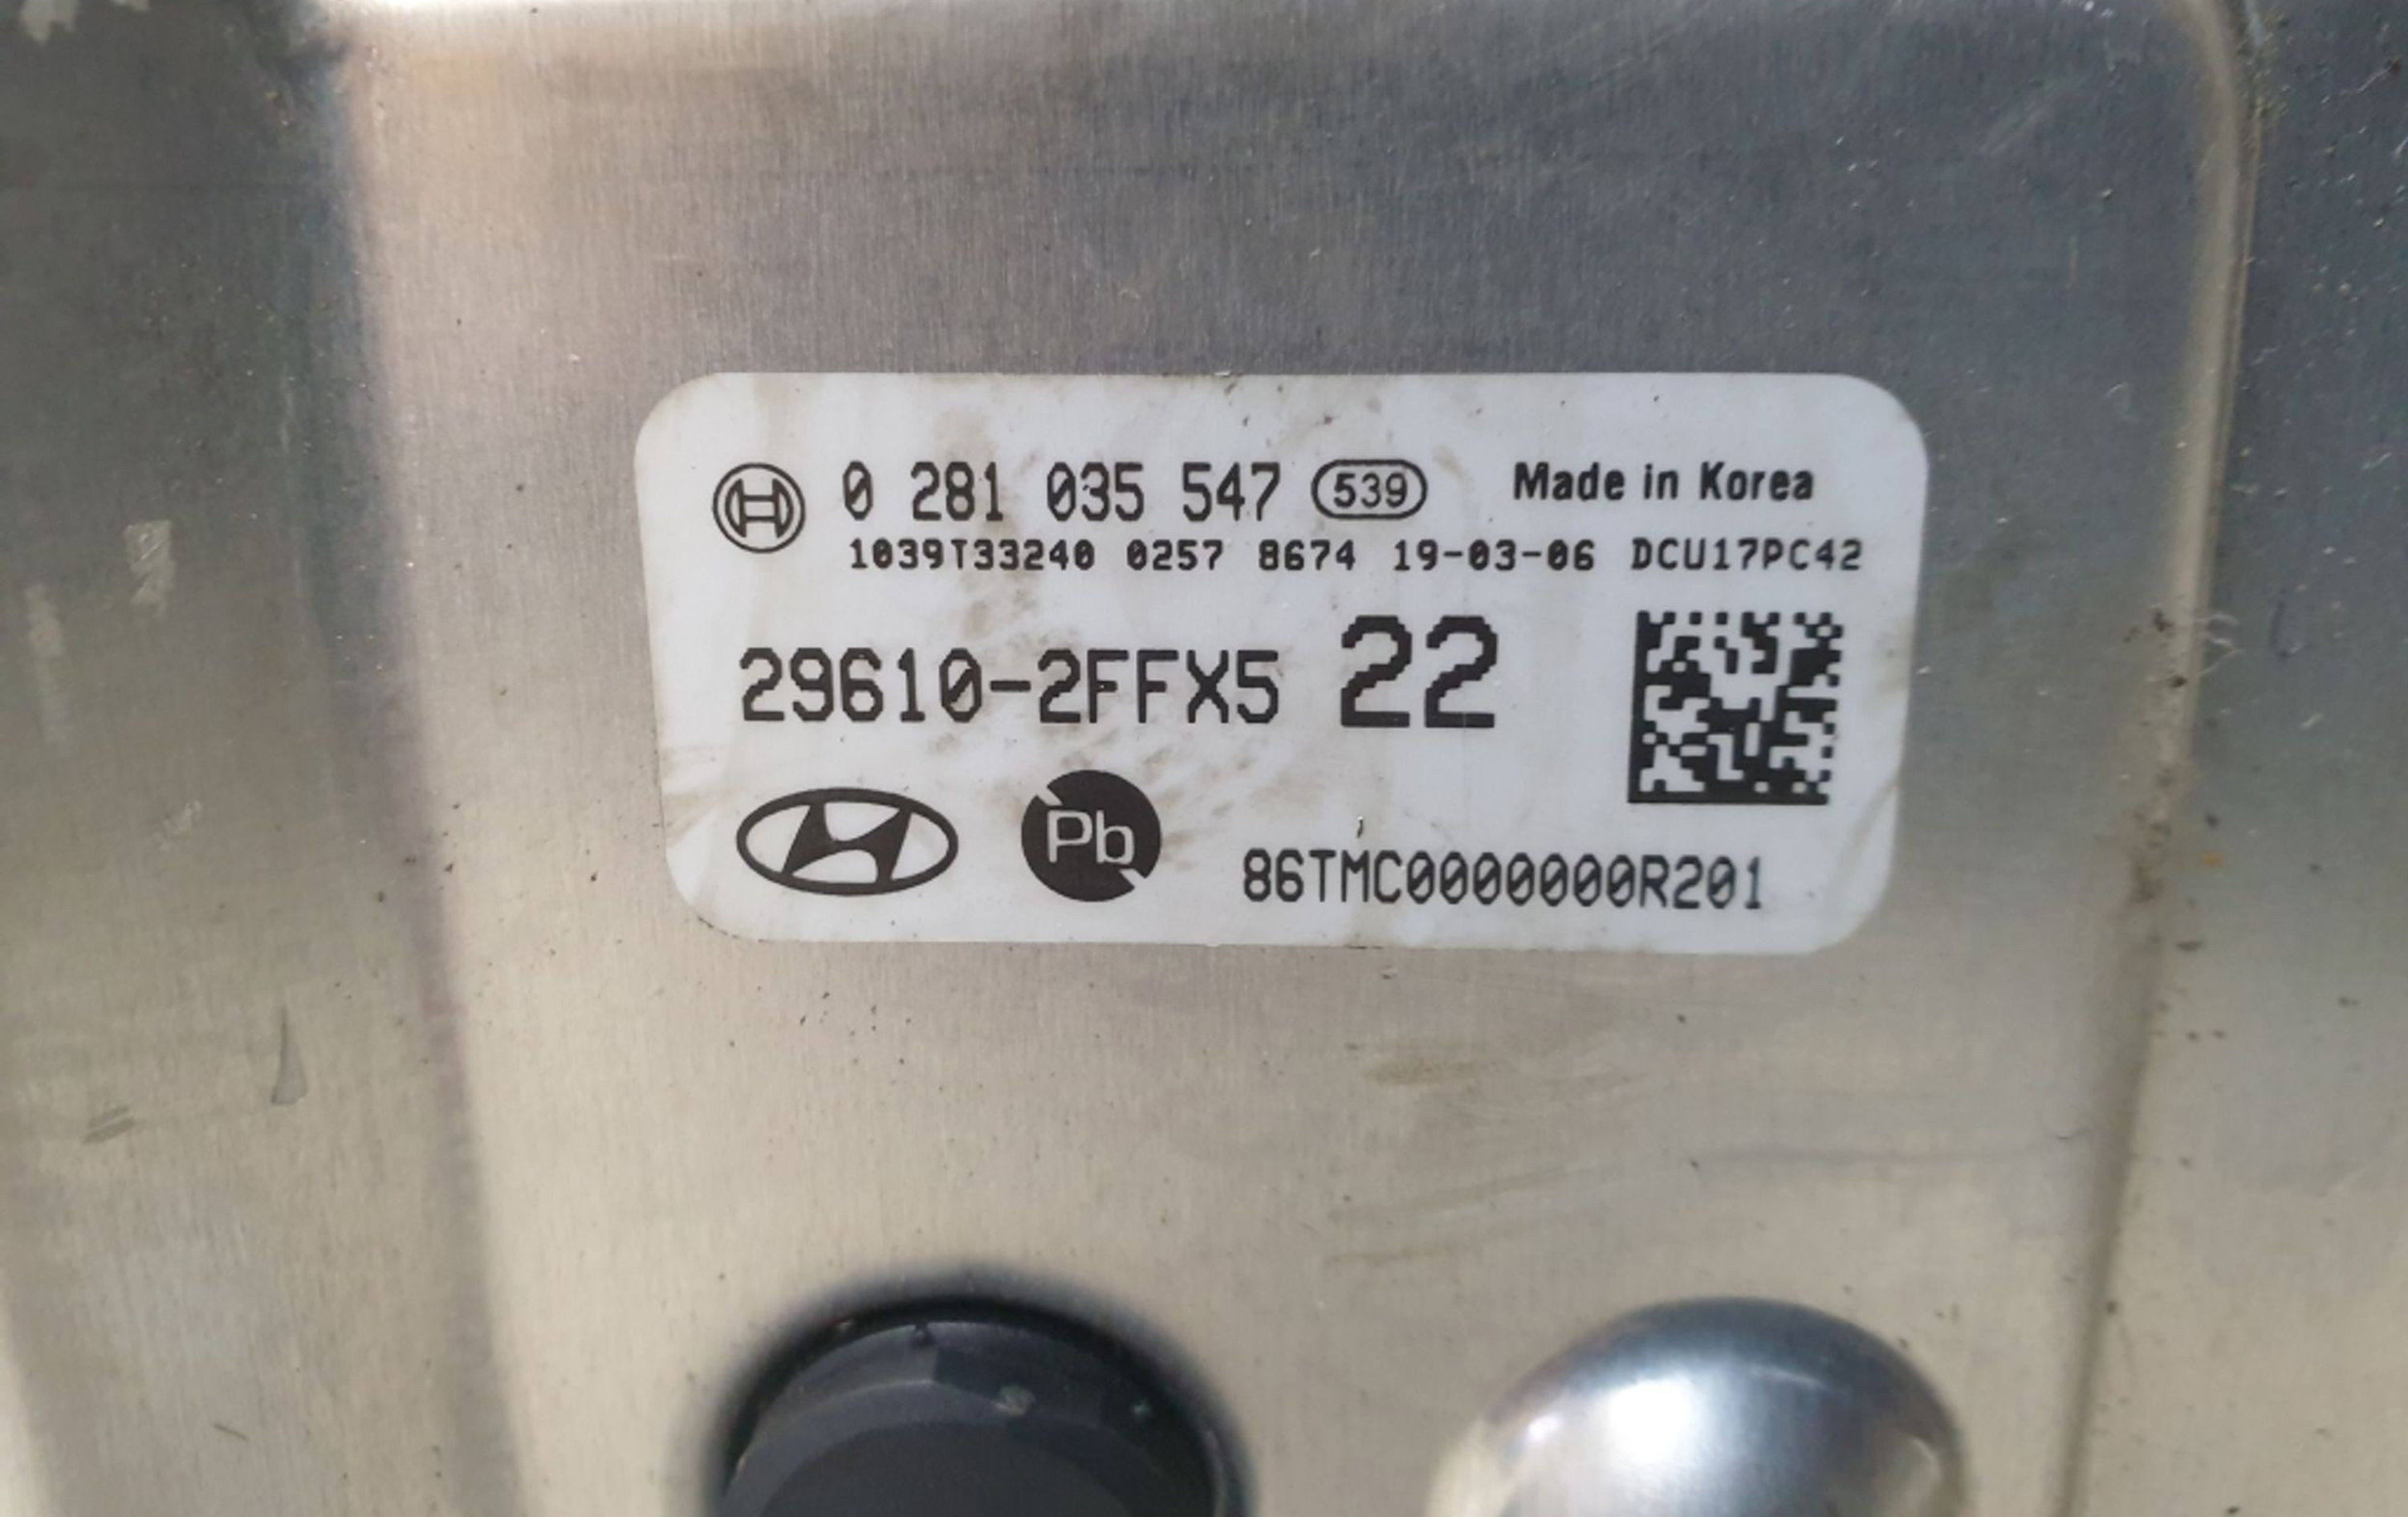 0 281 035 547 539 Made in Korea
1039T33240 0257 8674 19-03-06 DCU17PC42
29610-2FFX5 22
Pb
86TMC0000000R201